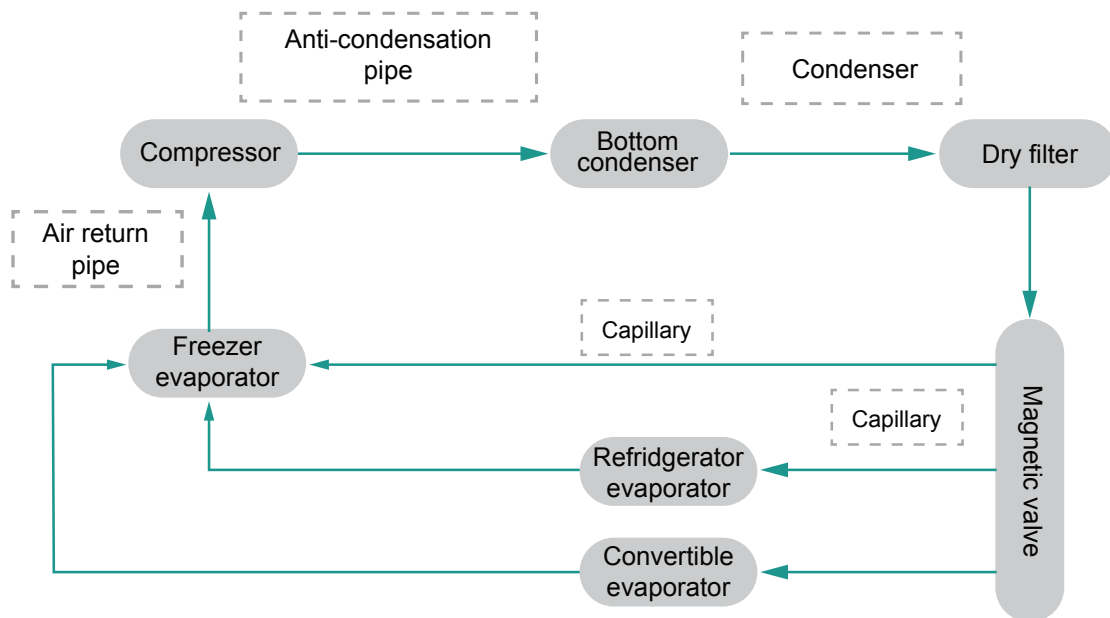 Anti-condensation
pipe
Condenser
Compressor
Bottom
condenser
Dry filter
Air return
pipe
Capillary
Freezer
evaporator
Magnetic valve
Capillary
Refridgerator
evaporator
Convertible
evaporator